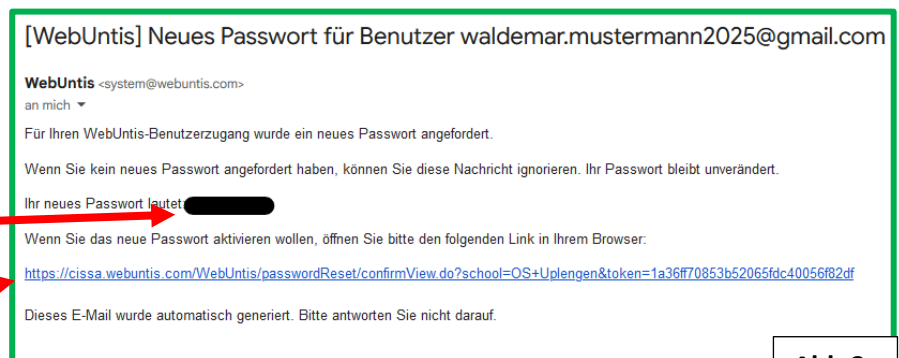 [WebUntis] Neues Passwort für Benutzer waldemar.mustermann2025@gmail.com
WebUntis <system@webuntis.com>
an mich
Für Ihren WebUntis-Benutzerzugang wurde ein neues Passwort angefordert.
Wenn Sie kein neues Passwort angefordert haben, können Sie diese Nachricht ignorieren. Ihr Passwort bleibt unverändert.
Ihr neues Passwort lautet:
Wenn Sie das neue Passwort aktivieren wollen, öffnen Sie bitte den folgenden Link in Ihrem Browser:
https://cissa.webuntis.com/WebUntis/passwordReset/confirmView.do?school=OS+Uplengen&token=1a36ff70853b52065fdc40056f82df
Dieses E-Mail wurde automatisch generiert. Bitte antworten Sie nicht darauf.